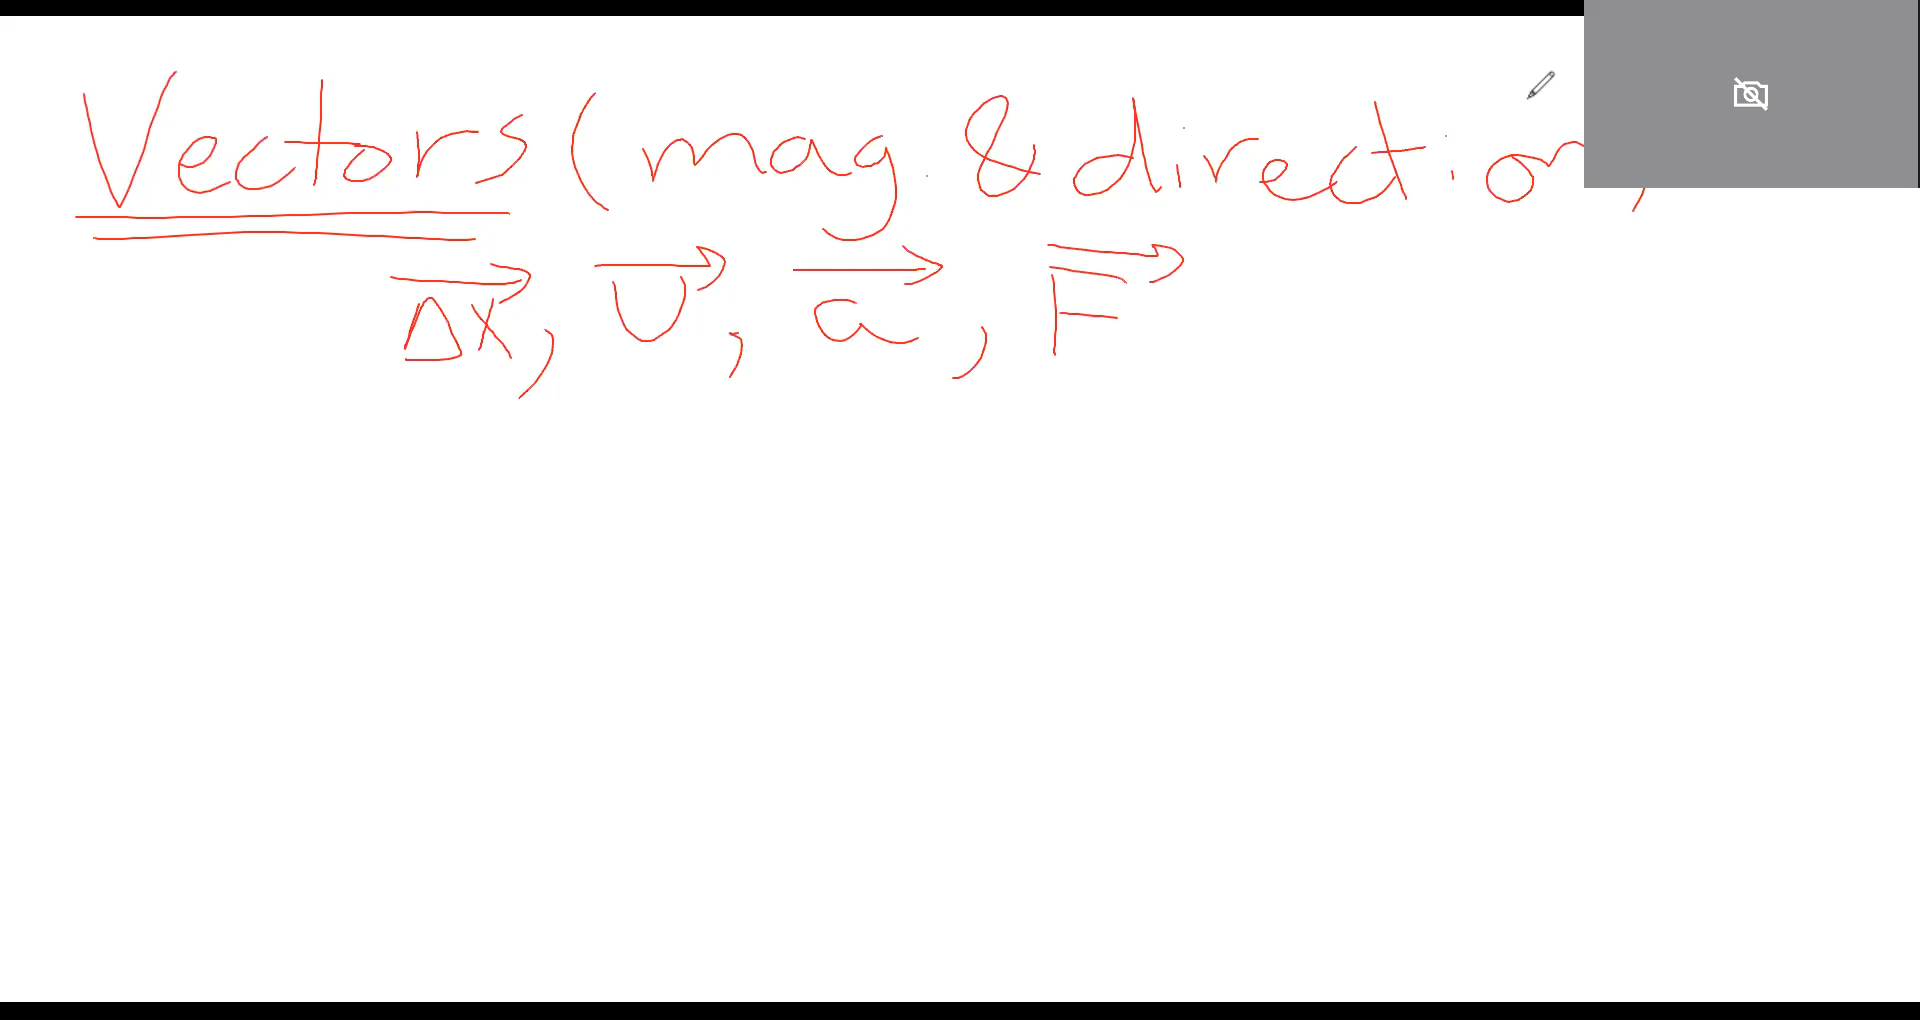 Vectors (mag. & direction)
Δx⃗, v⃗, a⃗, F⃗